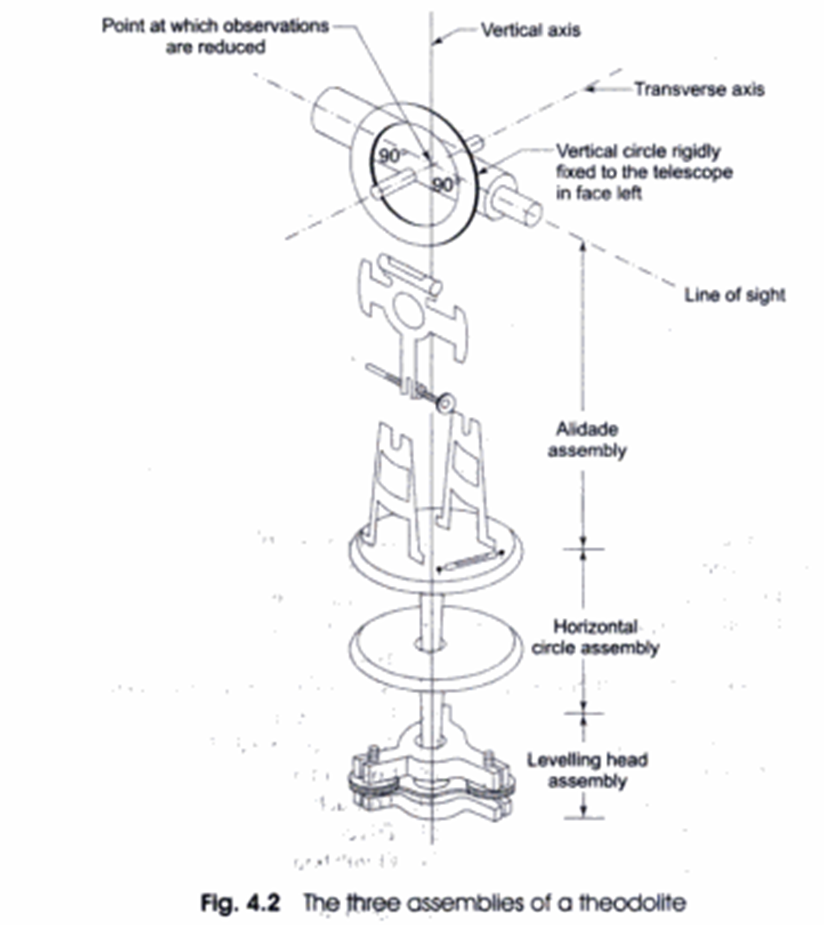 Point at which observations
are reduced
Vertical axis
Transverse axis
90°
90°
Vertical circle rigidly
fixed to the telescope
in face left
Line of sight
Alidade
assembly
Horizontal
circle assembly
Levelling head
assembly
Fig. 4.2 The three assemblies of a theodolite